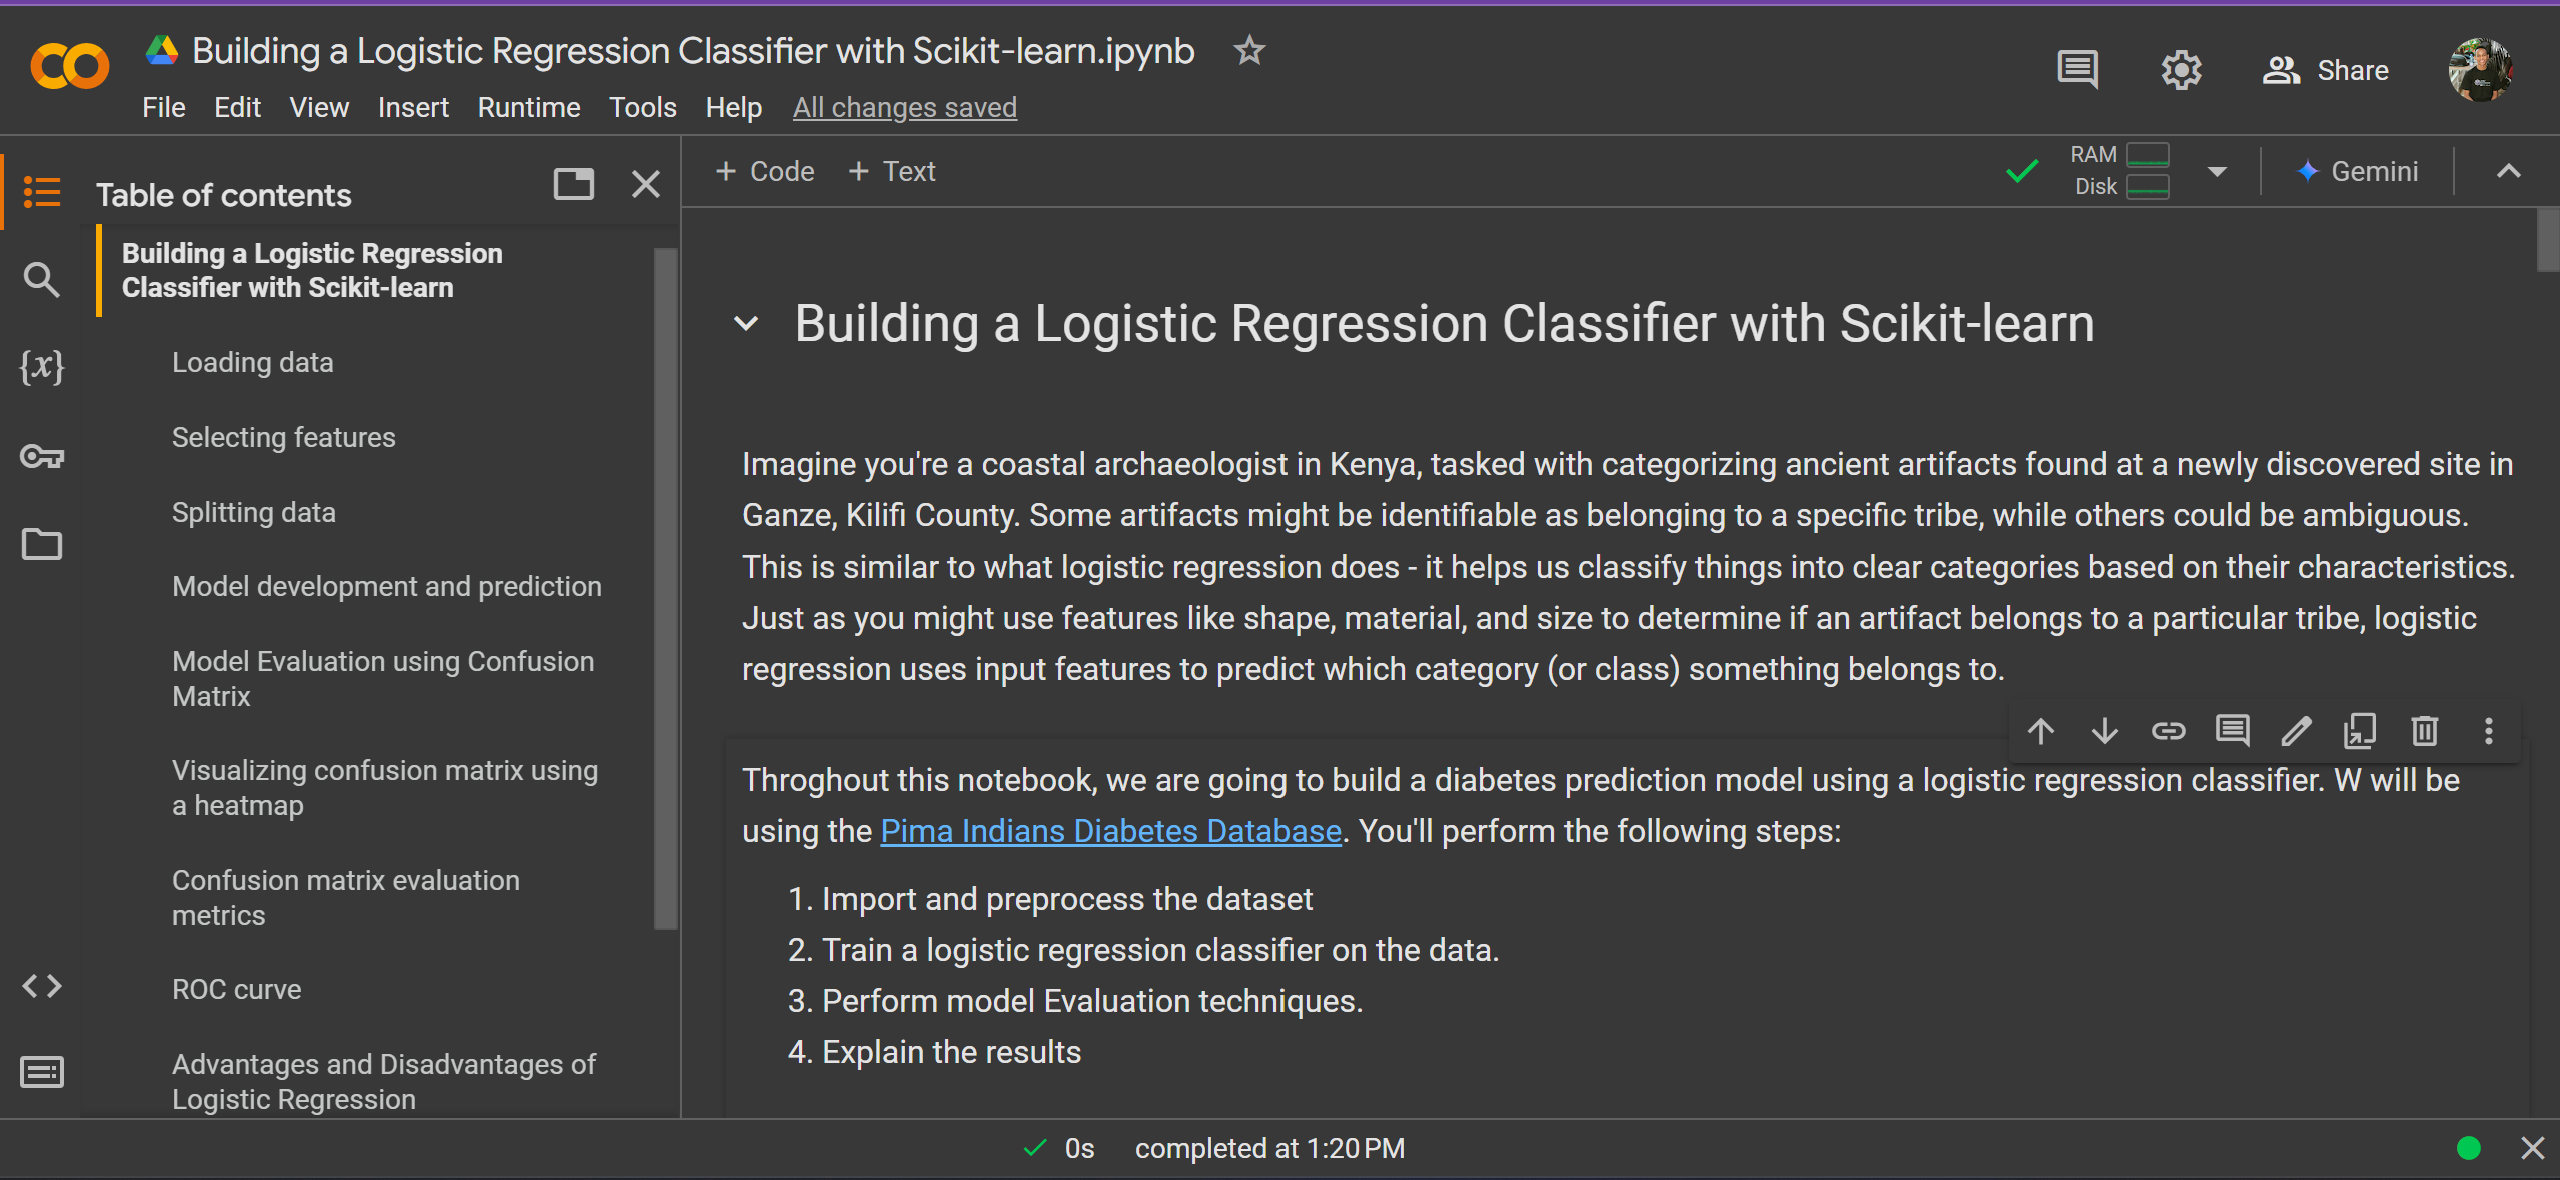 Building a Logistic Regression Classifier with Scikit-learn.ipynb
File Edit View Insert Runtime Tools Help All changes saved
Share
Table of contents
+ Code + Text
RAM
Disk
Gemini
Building a Logistic Regression
Classifier with Scikit-learn
Loading data
Selecting features
Splitting data
Model development and prediction
Model Evaluation using Confusion
Matrix
Visualizing confusion matrix using
a heatmap
Confusion matrix evaluation
metrics
ROC curve
Advantages and Disadvantages of
Logistic Regression
{x}
Building a Logistic Regression Classifier with Scikit-learn
Imagine you're a coastal archaeologist in Kenya, tasked with categorizing ancient artifacts found at a newly discovered site in
Ganze, Kilifi County. Some artifacts might be identifiable as belonging to a specific tribe, while others could be ambiguous.
This is similar to what logistic regression does - it helps us classify things into clear categories based on their characteristics.
Just as you might use features like shape, material, and size to determine if an artifact belongs to a particular tribe, logistic
regression uses input features to predict which category (or class) something belongs to.
Throghout this notebook, we are going to build a diabetes prediction model using a logistic regression classifier. W will be
using the Pima Indians Diabetes Database. You'll perform the following steps:
1. Import and preprocess the dataset
2. Train a logistic regression classifier on the data.
3. Perform model Evaluation techniques.
4. Explain the results
0s completed at 1:20 PM